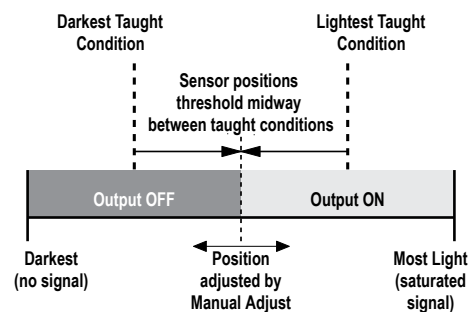 Darkest Taught
Condition
Lightest Taught
Condition
Sensor positions
threshold midway
between taught conditions
Output OFF
Output ON
Darkest
(no signal)
Position
adjusted by
Manual Adjust
Most Light
(saturated
signal)